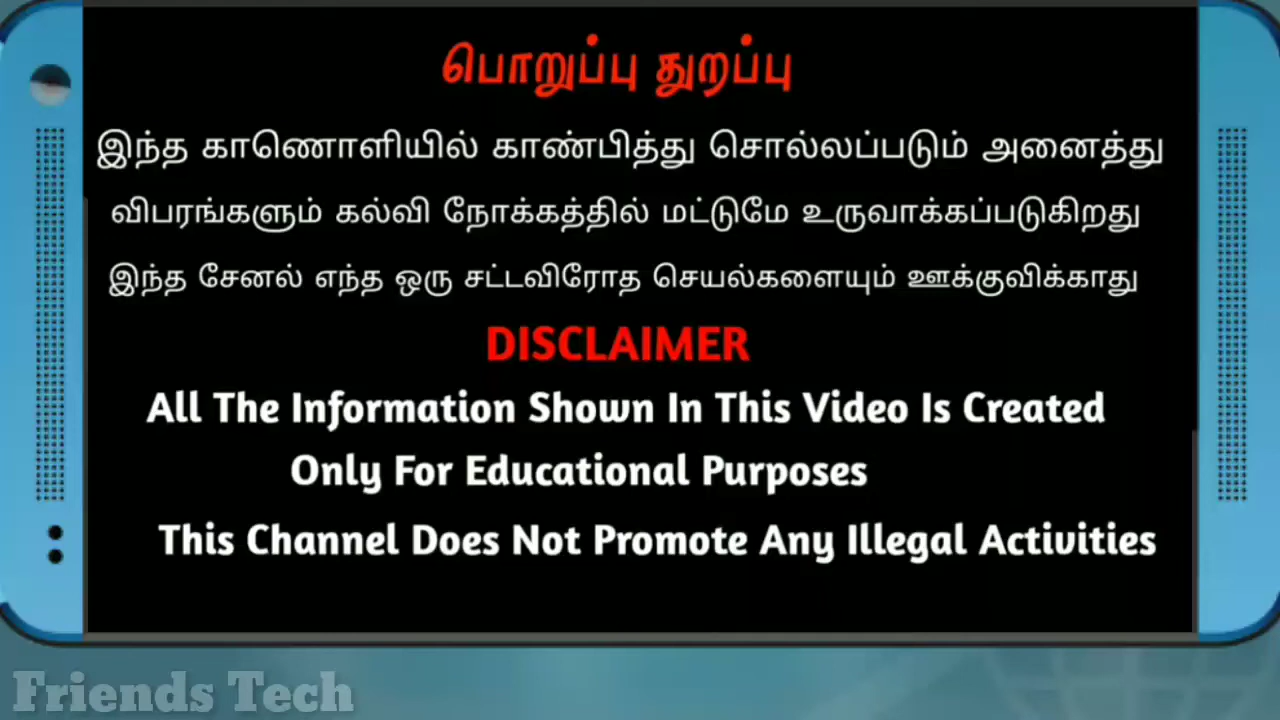 பொறுப்பு துறப்பு
இந்த காணொளியில் காண்பித்து சொல்லப்படும் அனைத்து
விபரங்களும் கல்வி நோக்கத்தில் மட்டுமே உருவாக்கப்படுகிறது
இந்த சேனல் எந்த ஒரு சட்டவிரோத செயல்களையும் ஊக்குவிக்காது
DISCLAIMER
All The Information Shown In This Video Is Created
Only For Educational Purposes
This Channel Does Not Promote Any Illegal Activities
Friends Tech